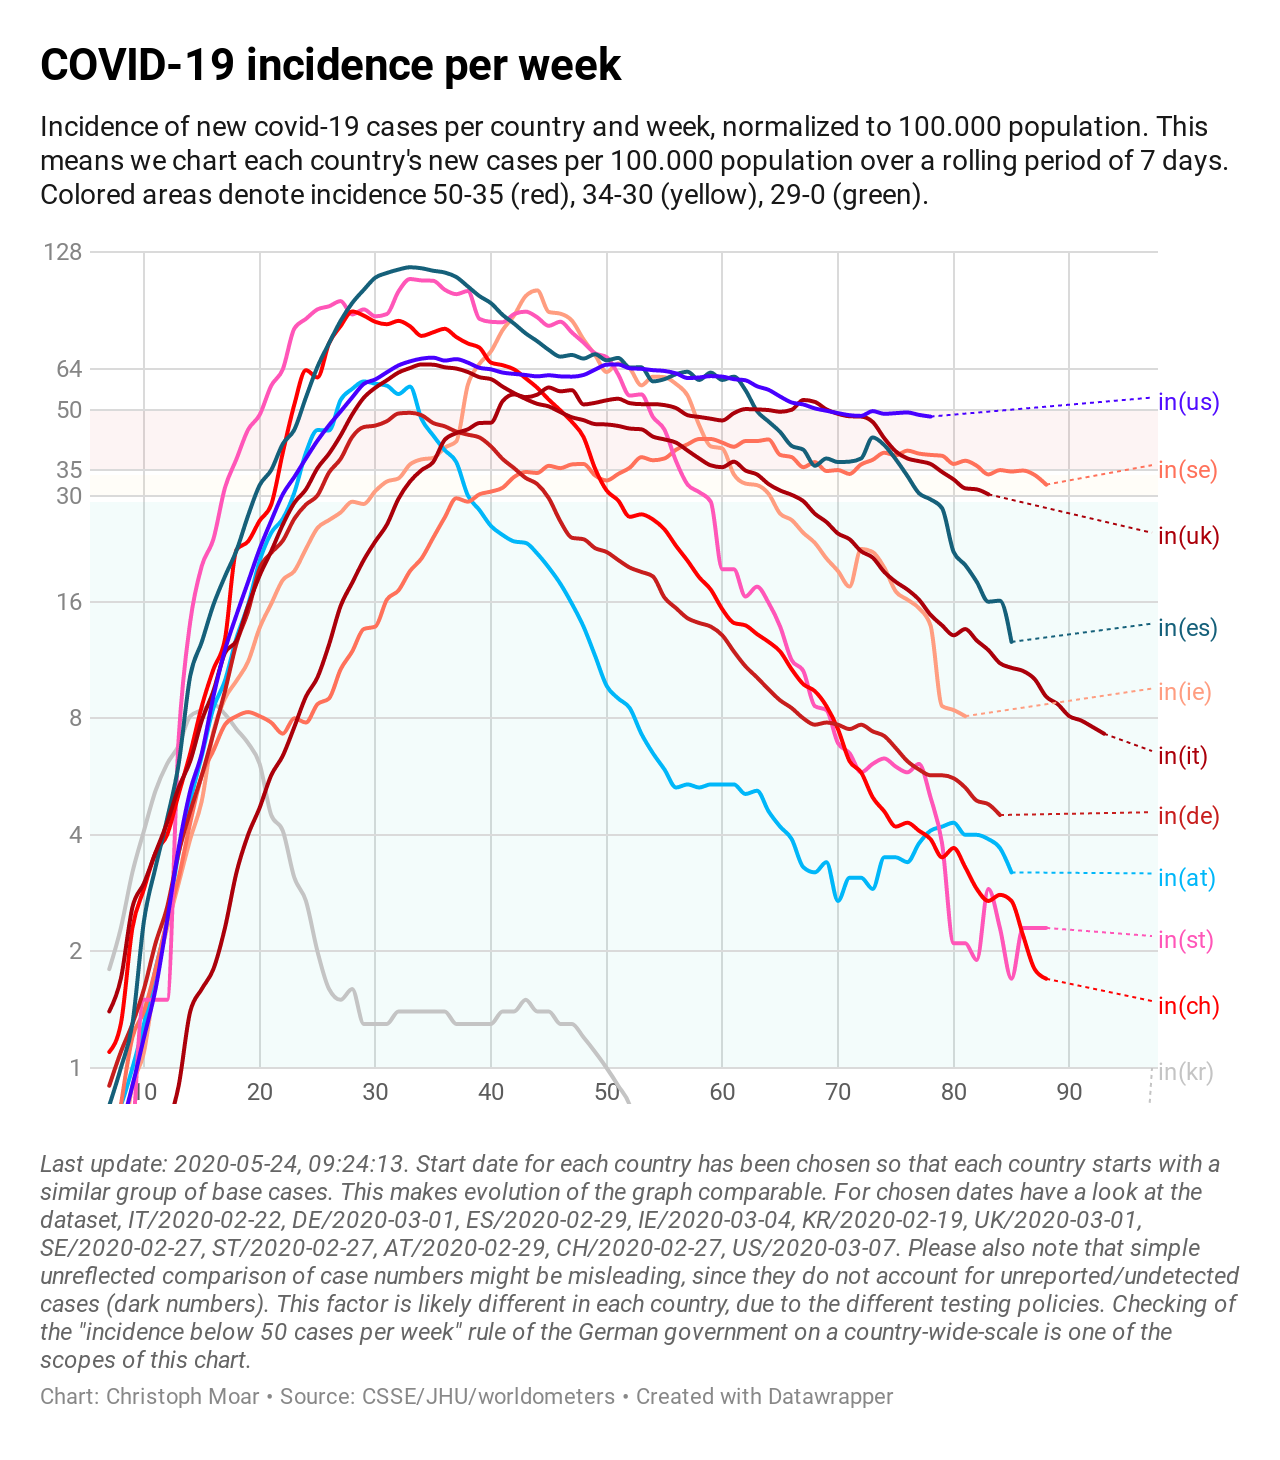 COVID-19 incidence per week
Incidence of new covid-19 cases per country and week, normalized to 100.000 population. This
means we chart each country's new cases per 100.000 population over a rolling period of 7 days.
Colored areas denote incidence 50-35 (red), 34-30 (yellow), 29-0 (green).
128
64
50
35
30
16
8
4
2
1
10
20
30
40
50
60
70
80
90
in(us)
in(se)
in(uk)
in(es)
in(ie)
in(it)
in(de)
in(at)
in(st)
in(ch)
in(kr)
Last update: 2020-05-24, 09:24:13. Start date for each country has been chosen so that each country starts with a
similar group of base cases. This makes evolution of the graph comparable. For chosen dates have a look at the
dataset, IT/2020-02-22, DE/2020-03-01, ES/2020-02-29, IE/2020-03-04, KR/2020-02-19, UK/2020-03-01,
SE/2020-02-27, ST/2020-02-27, AT/2020-02-29, CH/2020-02-27, US/2020-03-07. Please also note that simple
unreflected comparison of case numbers might be misleading, since they do not account for unreported/undetected
cases (dark numbers). This factor is likely different in each country, due to the different testing policies. Checking of
the "incidence below 50 cases per week" rule of the German government on a country-wide-scale is one of the
scopes of this chart.
Chart: Christoph Moar • Source: CSSE/JHU/worldometers • Created with Datawrapper